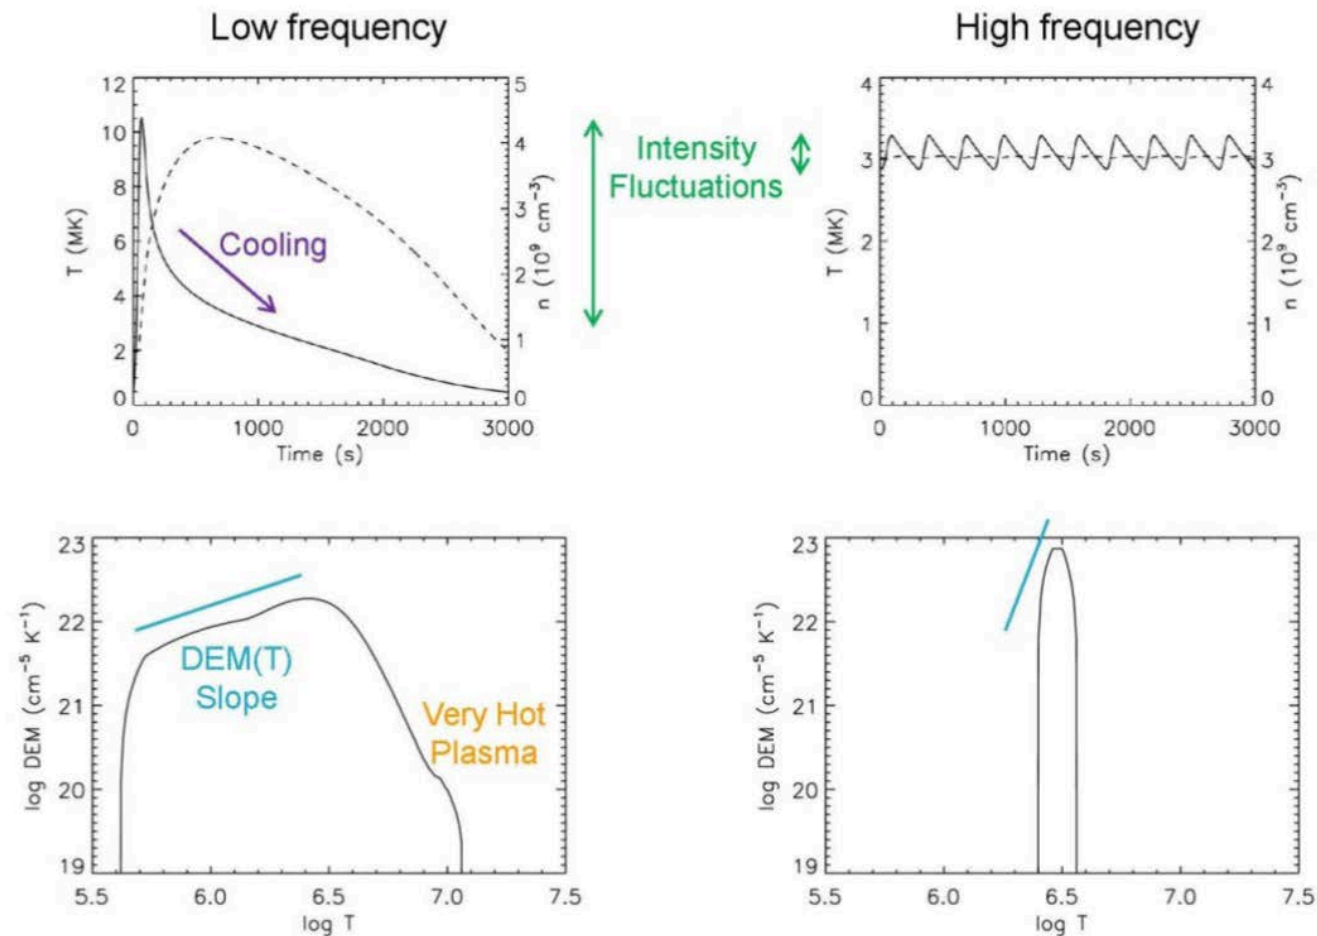 Low frequency
High frequency
12
10
8
6
4
2
0
T (MK)
5
4
3
2
1
0
n (10⁹ cm⁻³)
0
1000
2000
3000
Time (s)
Cooling
Intensity
Fluctuations
4
3
2
1
0
T (MK)
4
3
2
1
0
n (10⁹ cm⁻³)
0
1000
2000
3000
Time (s)
23
22
21
20
19
log DEM (cm⁻⁵ K⁻¹)
5.5
6.0
6.5
7.0
7.5
log T
DEM(T)
Slope
Very Hot
Plasma
23
22
21
20
19
log DEM (cm⁻⁵ K⁻¹)
5.5
6.0
6.5
7.0
7.5
log T